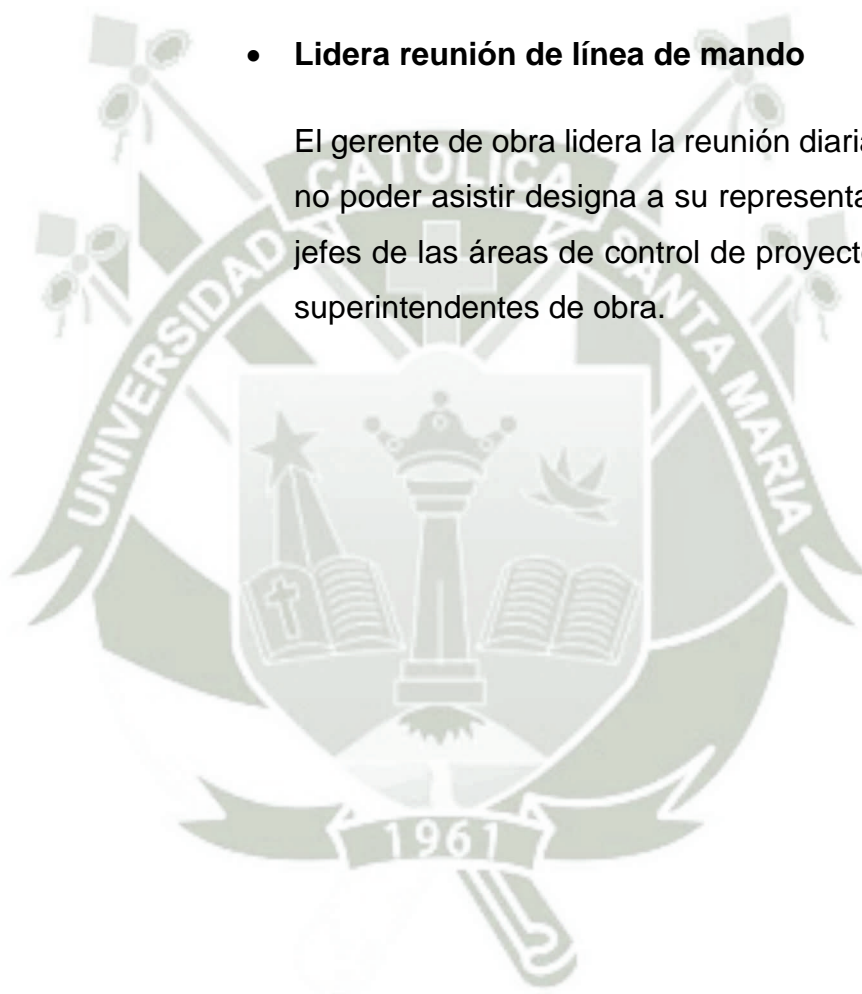 • Lidera reunión de línea de mando
El gerente de obra lidera la reunión diaria
no poder asistir designa a su representa
jefes de las áreas de control de proyecto
superintendentes de obra.
UNIVERSIDAD CATOLICA SANTA MARIA
1961